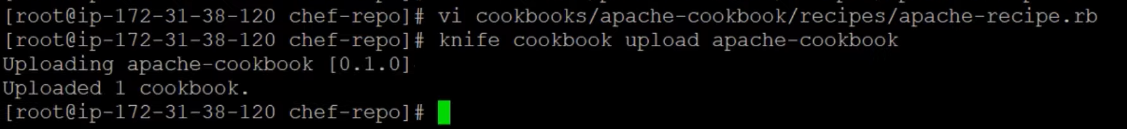 [root@ip-172-31-38-120 chef-repo]# vi cookbooks/apache-cookbook/recipes/apache-recipe.rb
[root@ip-172-31-38-120 chef-repo]# knife cookbook upload apache-cookbook
Uploading apache-cookbook [0.1.0]
Uploaded 1 cookbook.
[root@ip-172-31-38-120 chef-repo]#